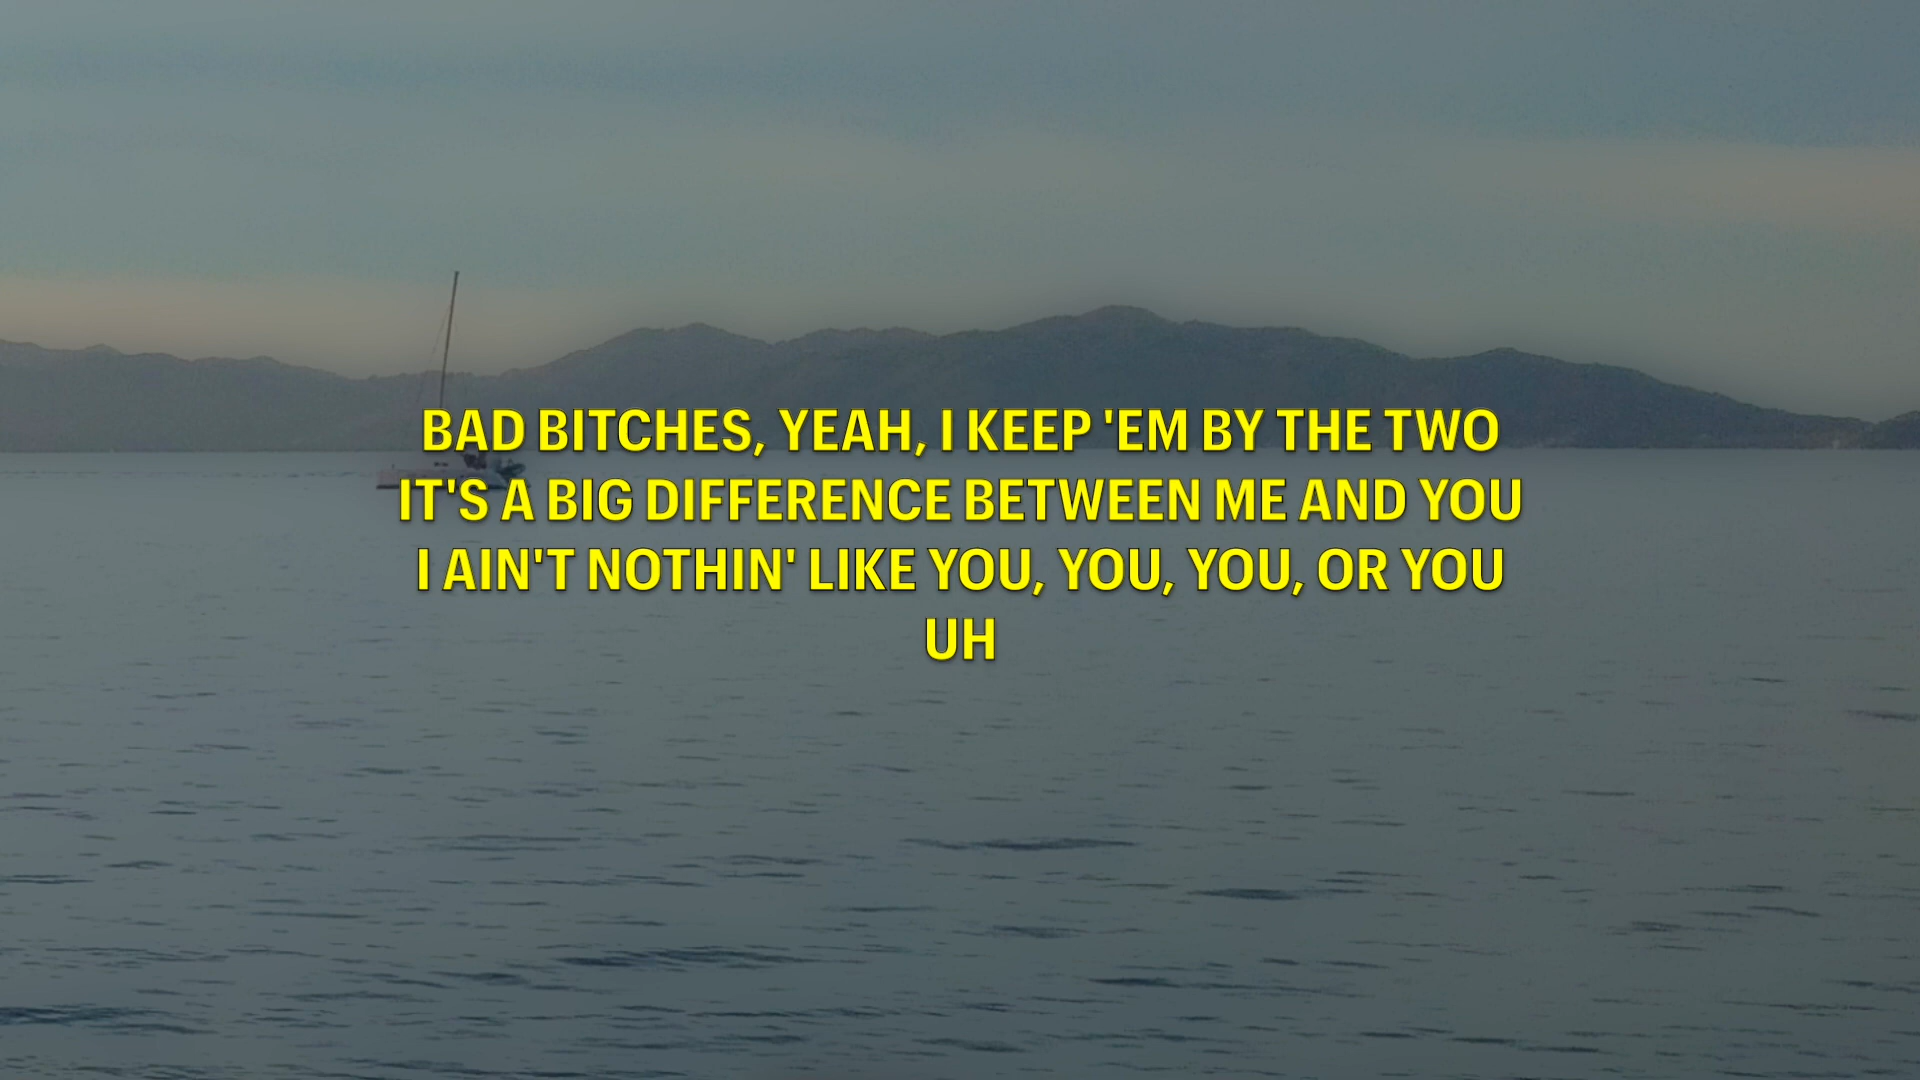 BAD BITCHES, YEAH, I KEEP 'EM BY THE TWO
IT'S A BIG DIFFERENCE BETWEEN ME AND YOU
I AIN'T NOTHIN' LIKE YOU, YOU, YOU, OR YOU
UH